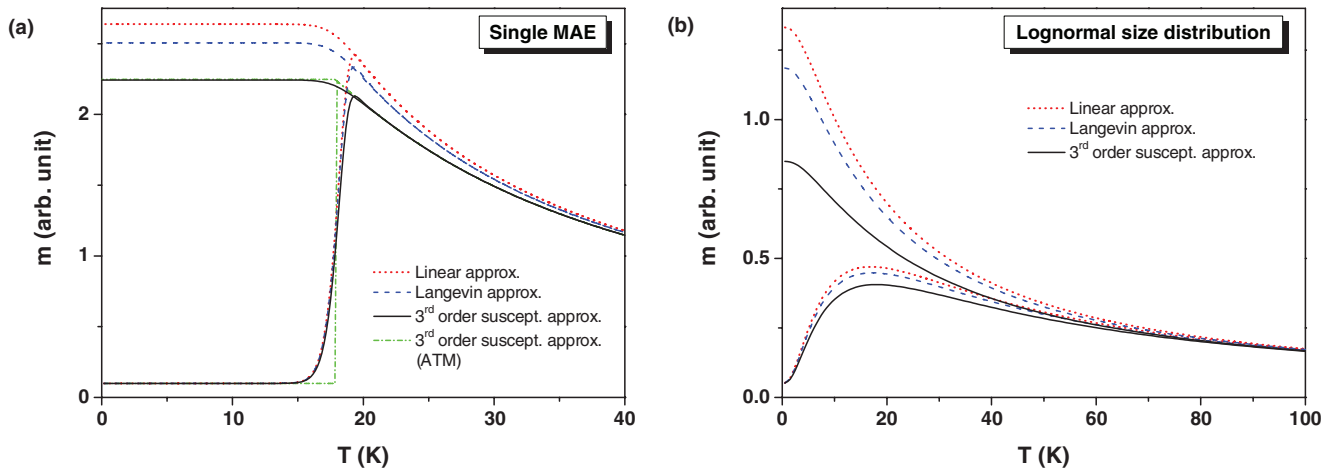 (a)
Single MAE
m (arb. unit)
2
1
0
Linear approx.
Langevin approx.
3rd order suscept. approx.
3rd order suscept. approx.
(ATM)
0 10 20 30 40
T (K)
(b)
Lognormal size distribution
m (arb. unit)
1.0
0.5
0.0
Linear approx.
Langevin approx.
3rd order suscept. approx.
0 20 40 60 80 100
T (K)